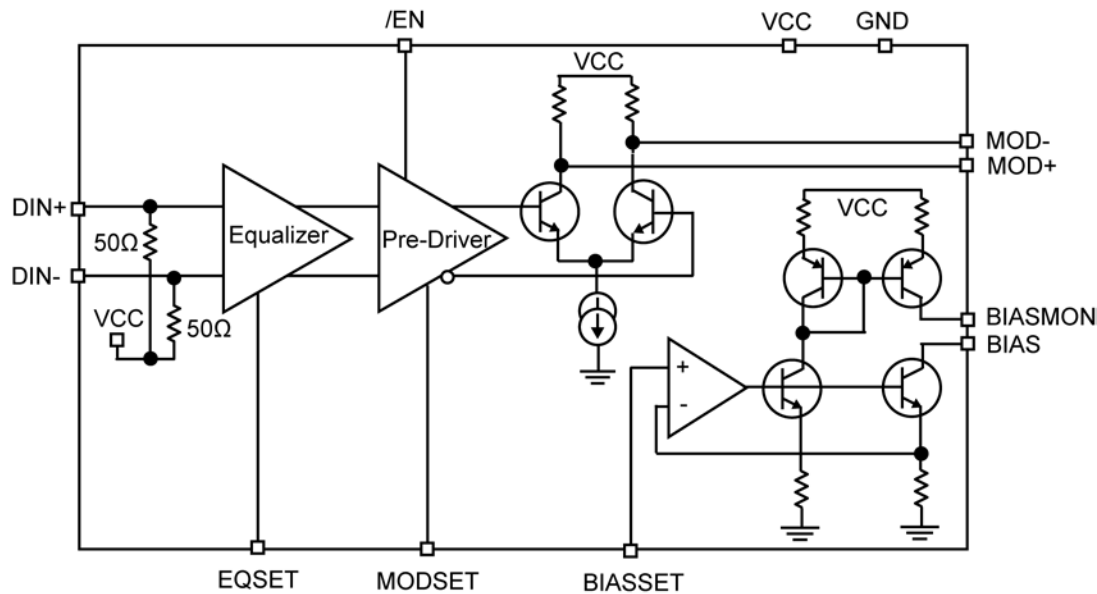 /EN
VCC
GND
VCC
MOD-
MOD+
DIN+
Equalizer
Pre-Driver
VCC
50Ω
DIN-
VCC
50Ω
BIASMON
BIAS
+
-
EQSET
MODSET
BIASSET